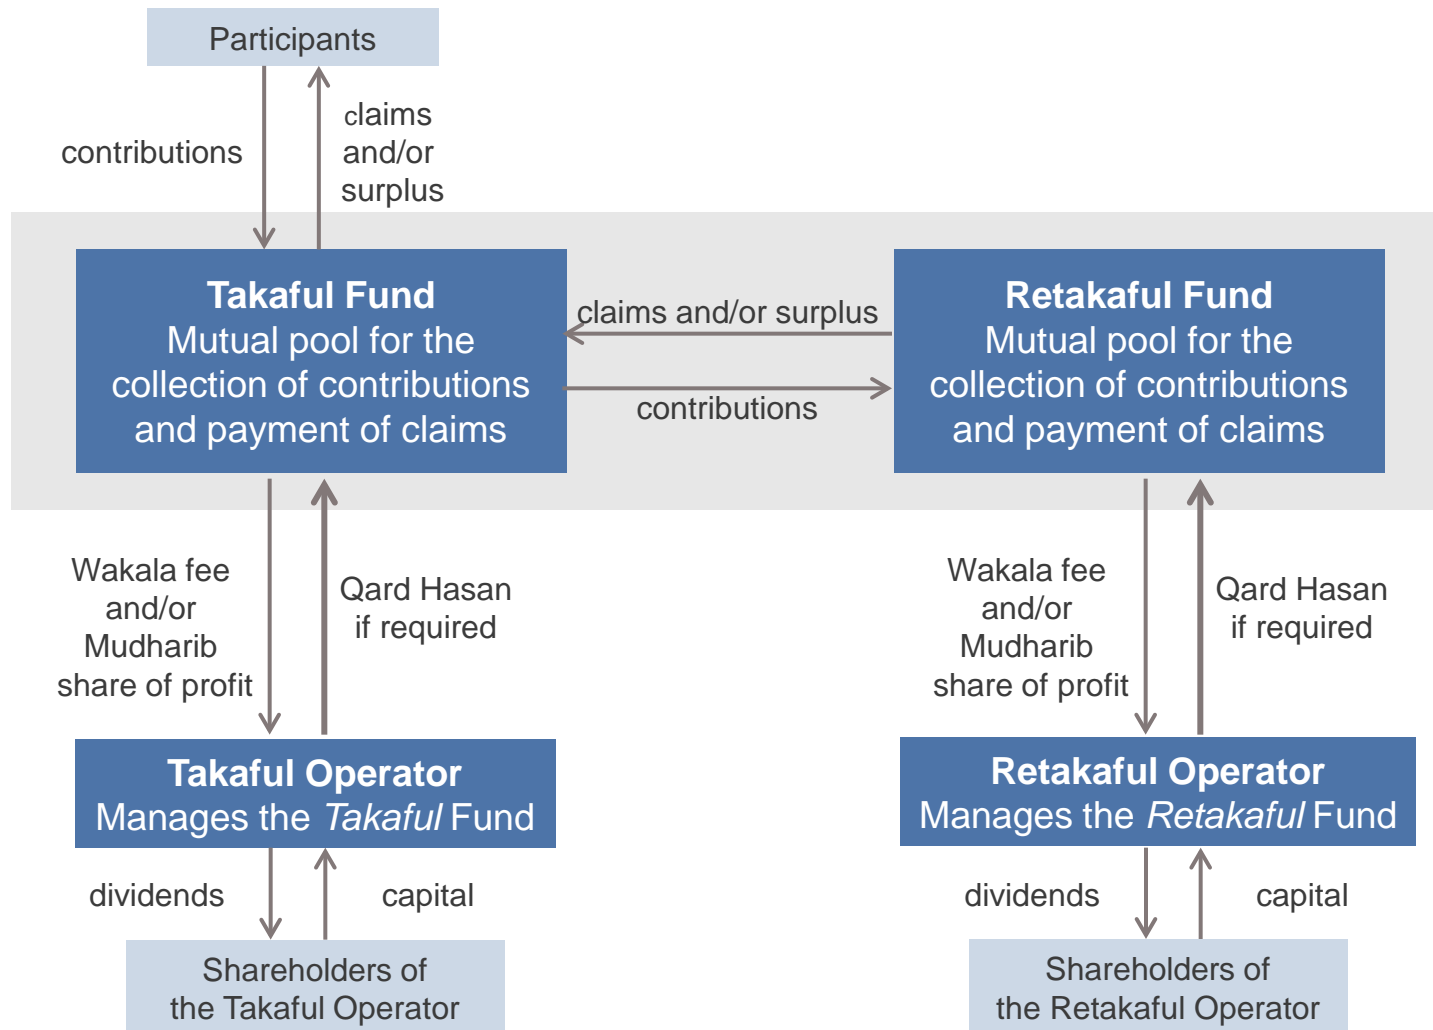 Participants
contributions
claims
and/or
surplus
Takaful Fund
Mutual pool for the
collection of contributions
and payment of claims
claims and/or surplus
contributions
Retakaful Fund
Mutual pool for the
collection of contributions
and payment of claims
Wakala fee
and/or
Mudharib
share of profit
Qard Hasan
if required
Wakala fee
and/or
Mudharib
share of profit
Qard Hasan
if required
Takaful Operator
Manages the Takaful Fund
Retakaful Operator
Manages the Retakaful Fund
dividends
capital
dividends
capital
Shareholders of
the Takaful Operator
Shareholders of
the Retakaful Operator